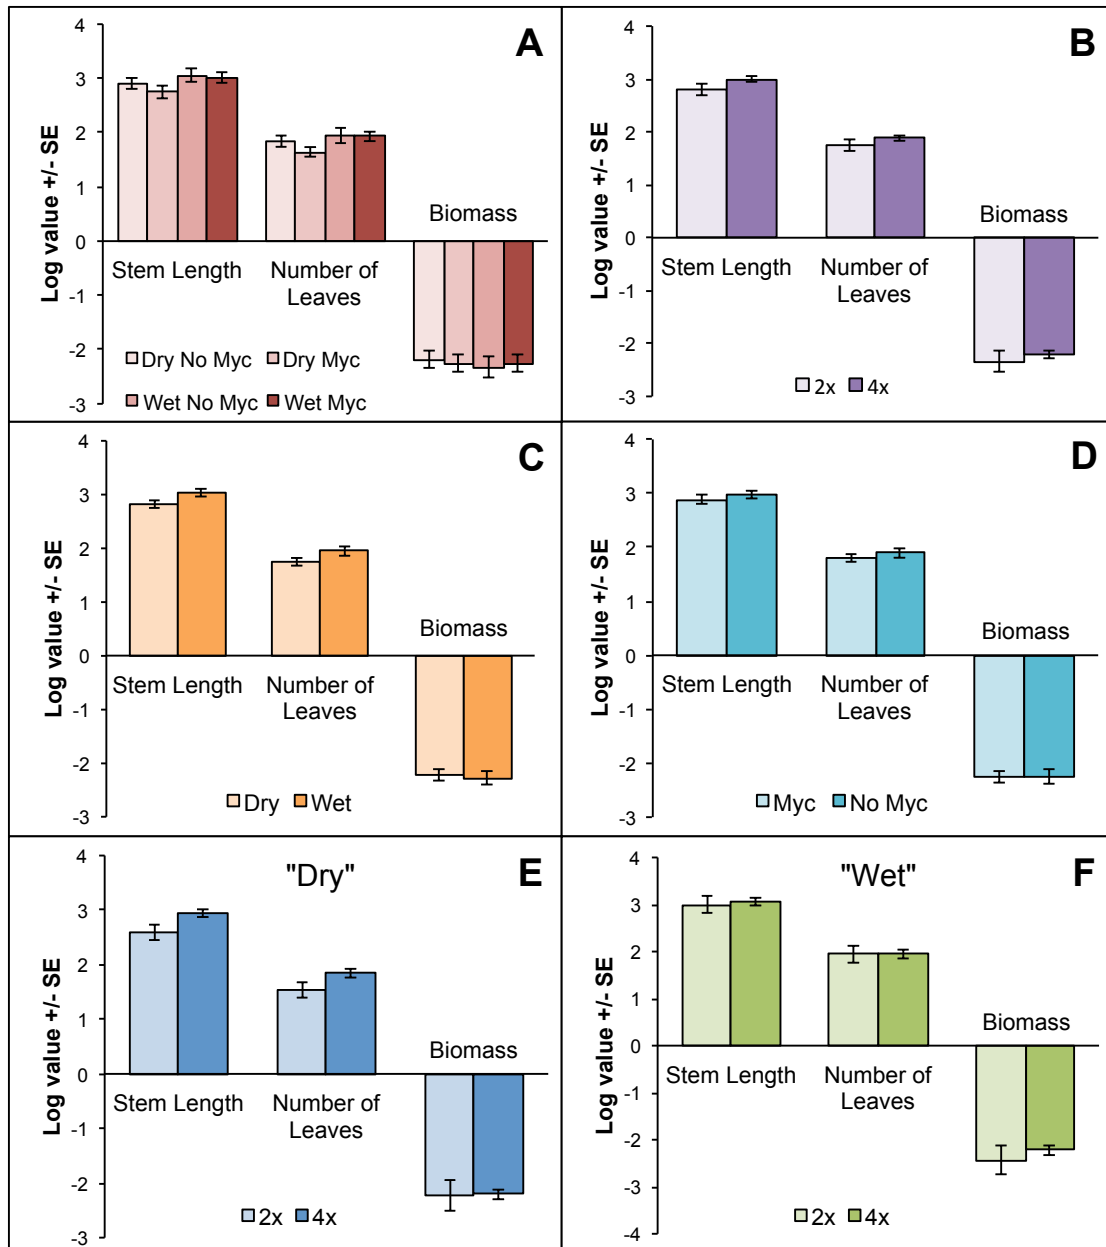 A
Log value +/- SE
4
3
2
1
0
-1
-2
-3
Biomass
Stem Length
Number of
Leaves
Dry No Myc
Dry Myc
Wet No Myc
Wet Myc
B
Log value +/- SE
4
3
2
1
0
-1
-2
-3
Biomass
Stem Length
Number of
Leaves
2x
4x
C
Log value +/- SE
4
3
2
1
0
-1
-2
-3
Biomass
Stem Length
Number of
Leaves
Dry
Wet
D
Log value +/- SE
4
3
2
1
0
-1
-2
-3
Biomass
Stem Length
Number of
Leaves
Myc
No Myc
"Dry"
E
Log value +/- SE
4
3
2
1
0
-1
-2
-3
Biomass
Stem Length
Number of
Leaves
2x
4x
"Wet"
F
Log value +/- SE
4
3
2
1
0
-1
-2
-3
-4
Biomass
Stem Length
Number of
Leaves
2x
4x